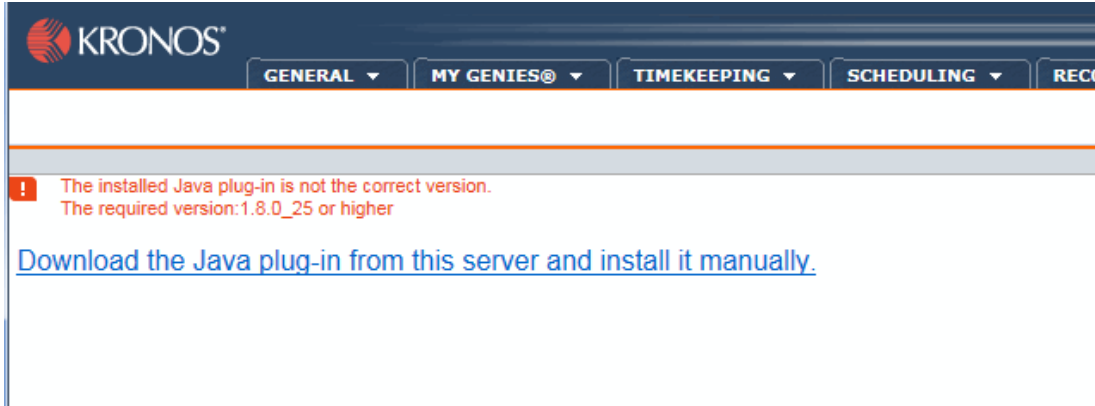 KRONOS®
GENERAL MY GENIES® TIMEKEEPING SCHEDULING
The installed Java plug-in is not the correct version.
The required version:1.8.0_25 or higher
Download the Java plug-in from this server and install it manually.